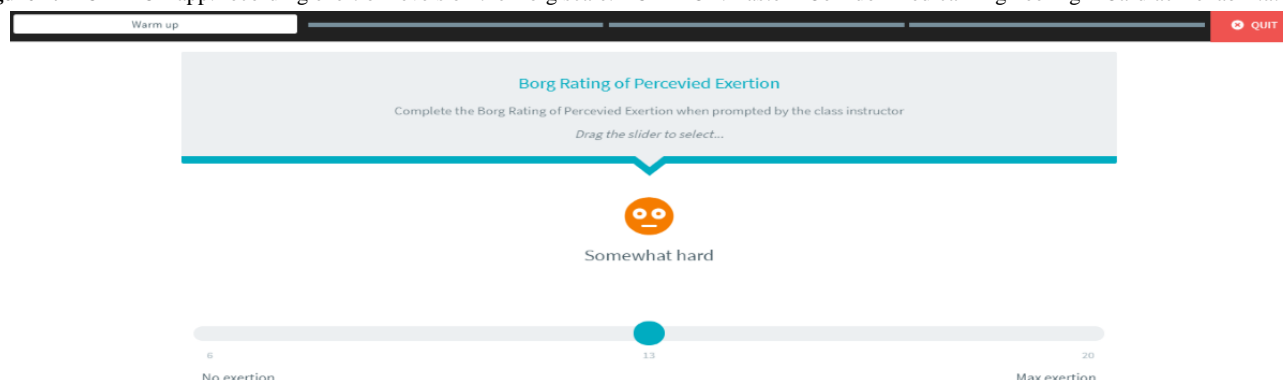 Warm up
QUIT
Borg Rating of Percevied Exertion
Complete the Borg Rating of Percevied Exertion when prompted by the class instructor
Drag the slider to select...
Somewhat hard
6 13 20
No exertion Max exertion